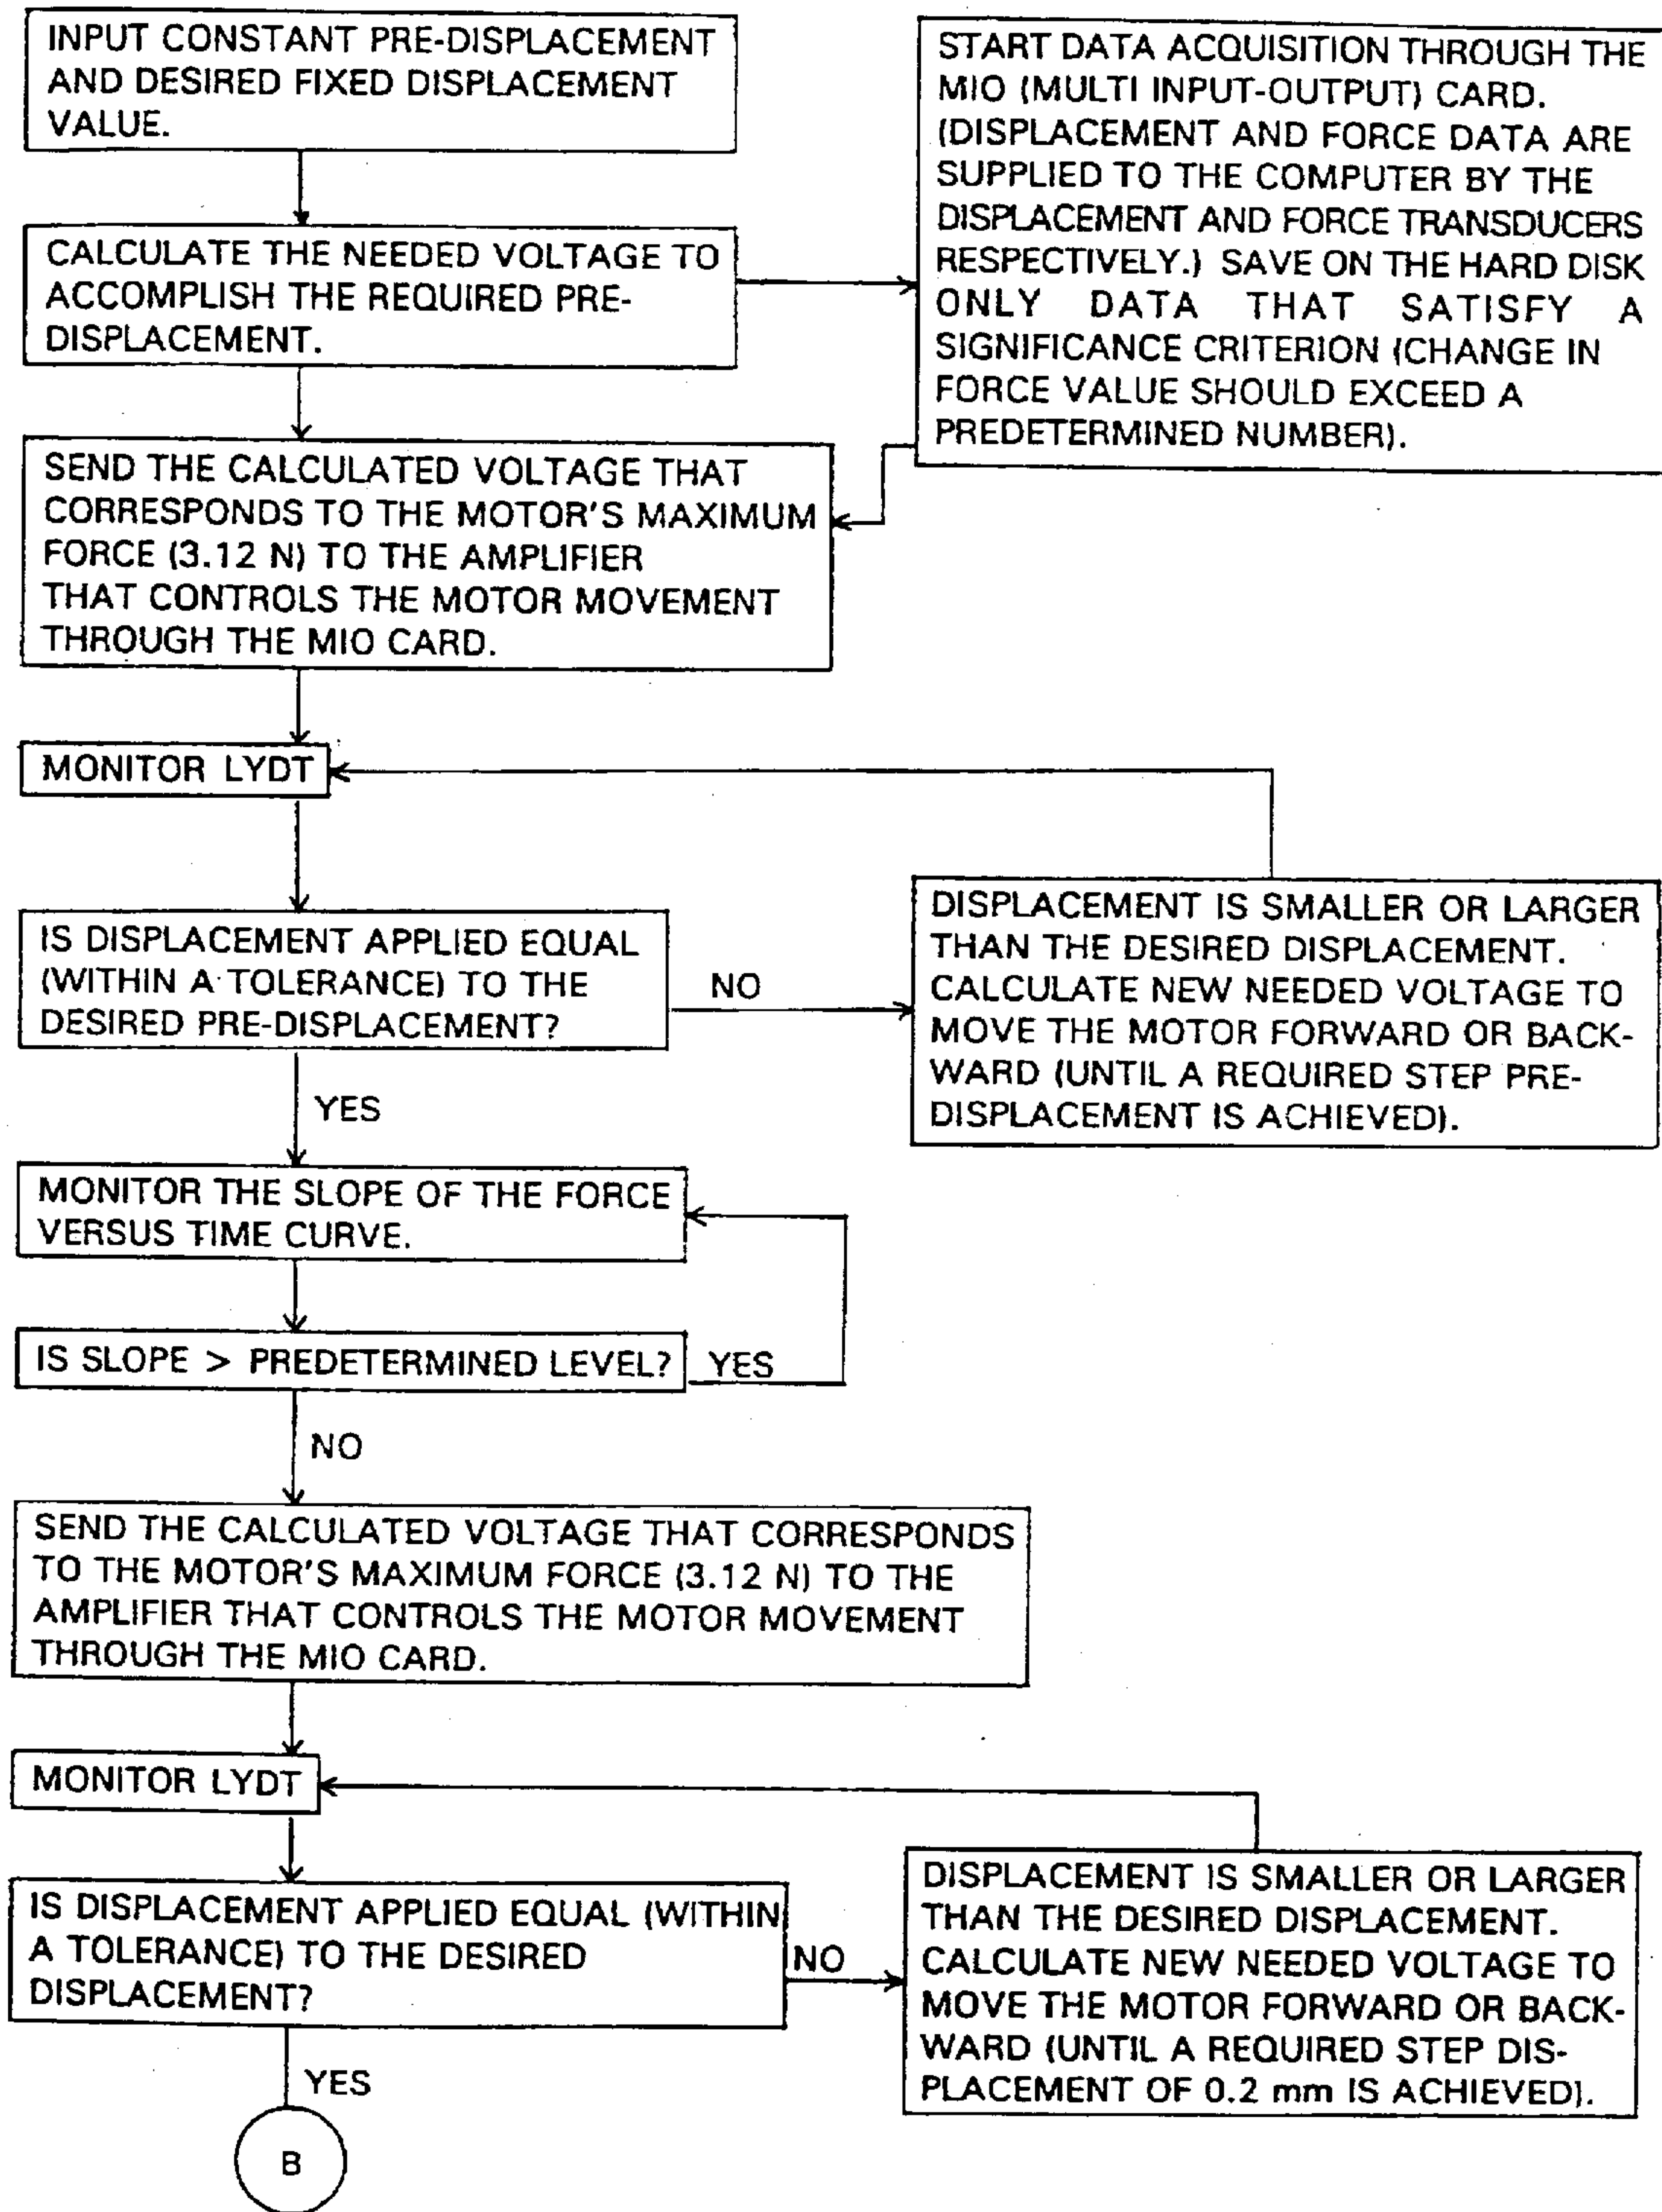 INPUT CONSTANT PRE-DISPLACEMENT
AND DESIRED FIXED DISPLACEMENT
VALUE.
CALCULATE THE NEEDED VOLTAGE TO
ACCOMPLISH THE REQUIRED PRE-
DISPLACEMENT.
START DATA ACQUISITION THROUGH THE
MIO (MULTI INPUT-OUTPUT) CARD.
(DISPLACEMENT AND FORCE DATA ARE
SUPPLIED TO THE COMPUTER BY THE
DISPLACEMENT AND FORCE TRANSDUCERS
RESPECTIVELY.) SAVE ON THE HARD DISK
ONLY DATA THAT SATISFY A
SIGNIFICANCE CRITERION (CHANGE IN
FORCE VALUE SHOULD EXCEED A
PREDETERMINED NUMBER).
SEND THE CALCULATED VOLTAGE THAT
CORRESPONDS TO THE MOTOR'S MAXIMUM
FORCE (3.12 N) TO THE AMPLIFIER
THAT CONTROLS THE MOTOR MOVEMENT
THROUGH THE MIO CARD.
MONITOR LYDT
IS DISPLACEMENT APPLIED EQUAL
(WITHIN A TOLERANCE) TO THE
DESIRED PRE-DISPLACEMENT?
NO
DISPLACEMENT IS SMALLER OR LARGER
THAN THE DESIRED DISPLACEMENT.
CALCULATE NEW NEEDED VOLTAGE TO
MOVE THE MOTOR FORWARD OR BACK-
WARD (UNTIL A REQUIRED STEP PRE-
DISPLACEMENT IS ACHIEVED).
YES
MONITOR THE SLOPE OF THE FORCE
VERSUS TIME CURVE.
IS SLOPE > PREDETERMINED LEVEL?
YES
NO
SEND THE CALCULATED VOLTAGE THAT CORRESPONDS
TO THE MOTOR'S MAXIMUM FORCE (3.12 N) TO THE
AMPLIFIER THAT CONTROLS THE MOTOR MOVEMENT
THROUGH THE MIO CARD.
MONITOR LYDT
IS DISPLACEMENT APPLIED EQUAL (WITHIN
A TOLERANCE) TO THE DESIRED
DISPLACEMENT?
NO
DISPLACEMENT IS SMALLER OR LARGER
THAN THE DESIRED DISPLACEMENT.
CALCULATE NEW NEEDED VOLTAGE TO
MOVE THE MOTOR FORWARD OR BACK-
WARD (UNTIL A REQUIRED STEP DIS-
PLACEMENT OF 0.2 mm IS ACHIEVED).
YES
B